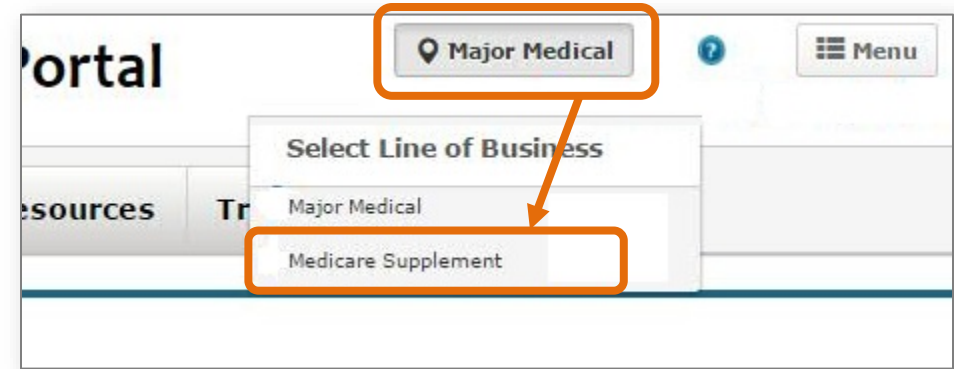 Portal
Major Medical
?
Menu
Select Line of Business
esources
Tr
Major Medical
Medicare Supplement